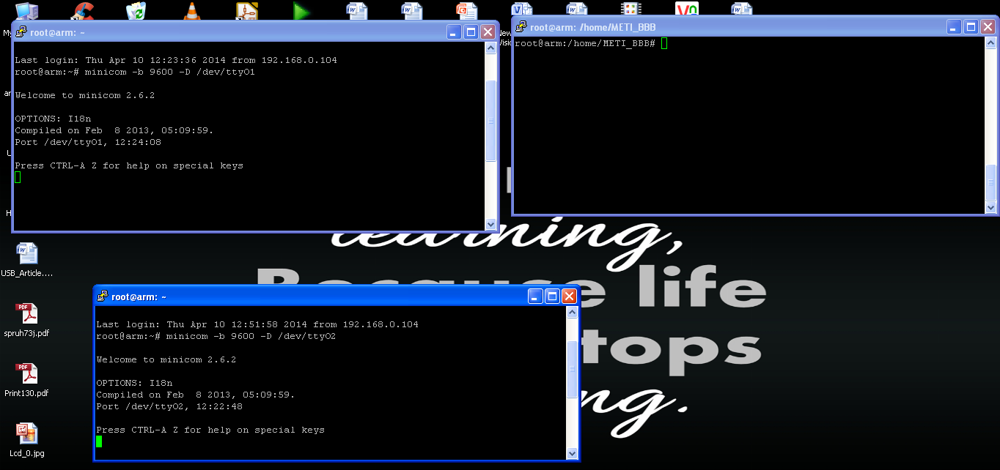 My
root@arm: ~
Last login: Thu Apr 10 12:23:36 2014 from 192.168.0.104
root@arm:~# minicom -b 9600 -D /dev/ttyO1
Welcome to minicom 2.6.2
OPTIONS: I18n
Compiled on Feb  8 2013, 05:09:59.
Port /dev/ttyO1, 12:24:08
Press CTRL-A Z for help on special keys
root@arm: /home/METI_BBB
root@arm:/home/METI_BBB#
learning,
Because life
tops
ng.
USB_Article....
PDF
spruh73j.pdf
PDF
Print130.pdf
Lcd_0.jpg
root@arm: ~
Last login: Thu Apr 10 12:51:58 2014 from 192.168.0.104
root@arm:~# minicom -b 9600 -D /dev/ttyO2
Welcome to minicom 2.6.2
OPTIONS: I18n
Compiled on Feb  8 2013, 05:09:59.
Port /dev/ttyO2, 12:22:48
Press CTRL-A Z for help on special keys